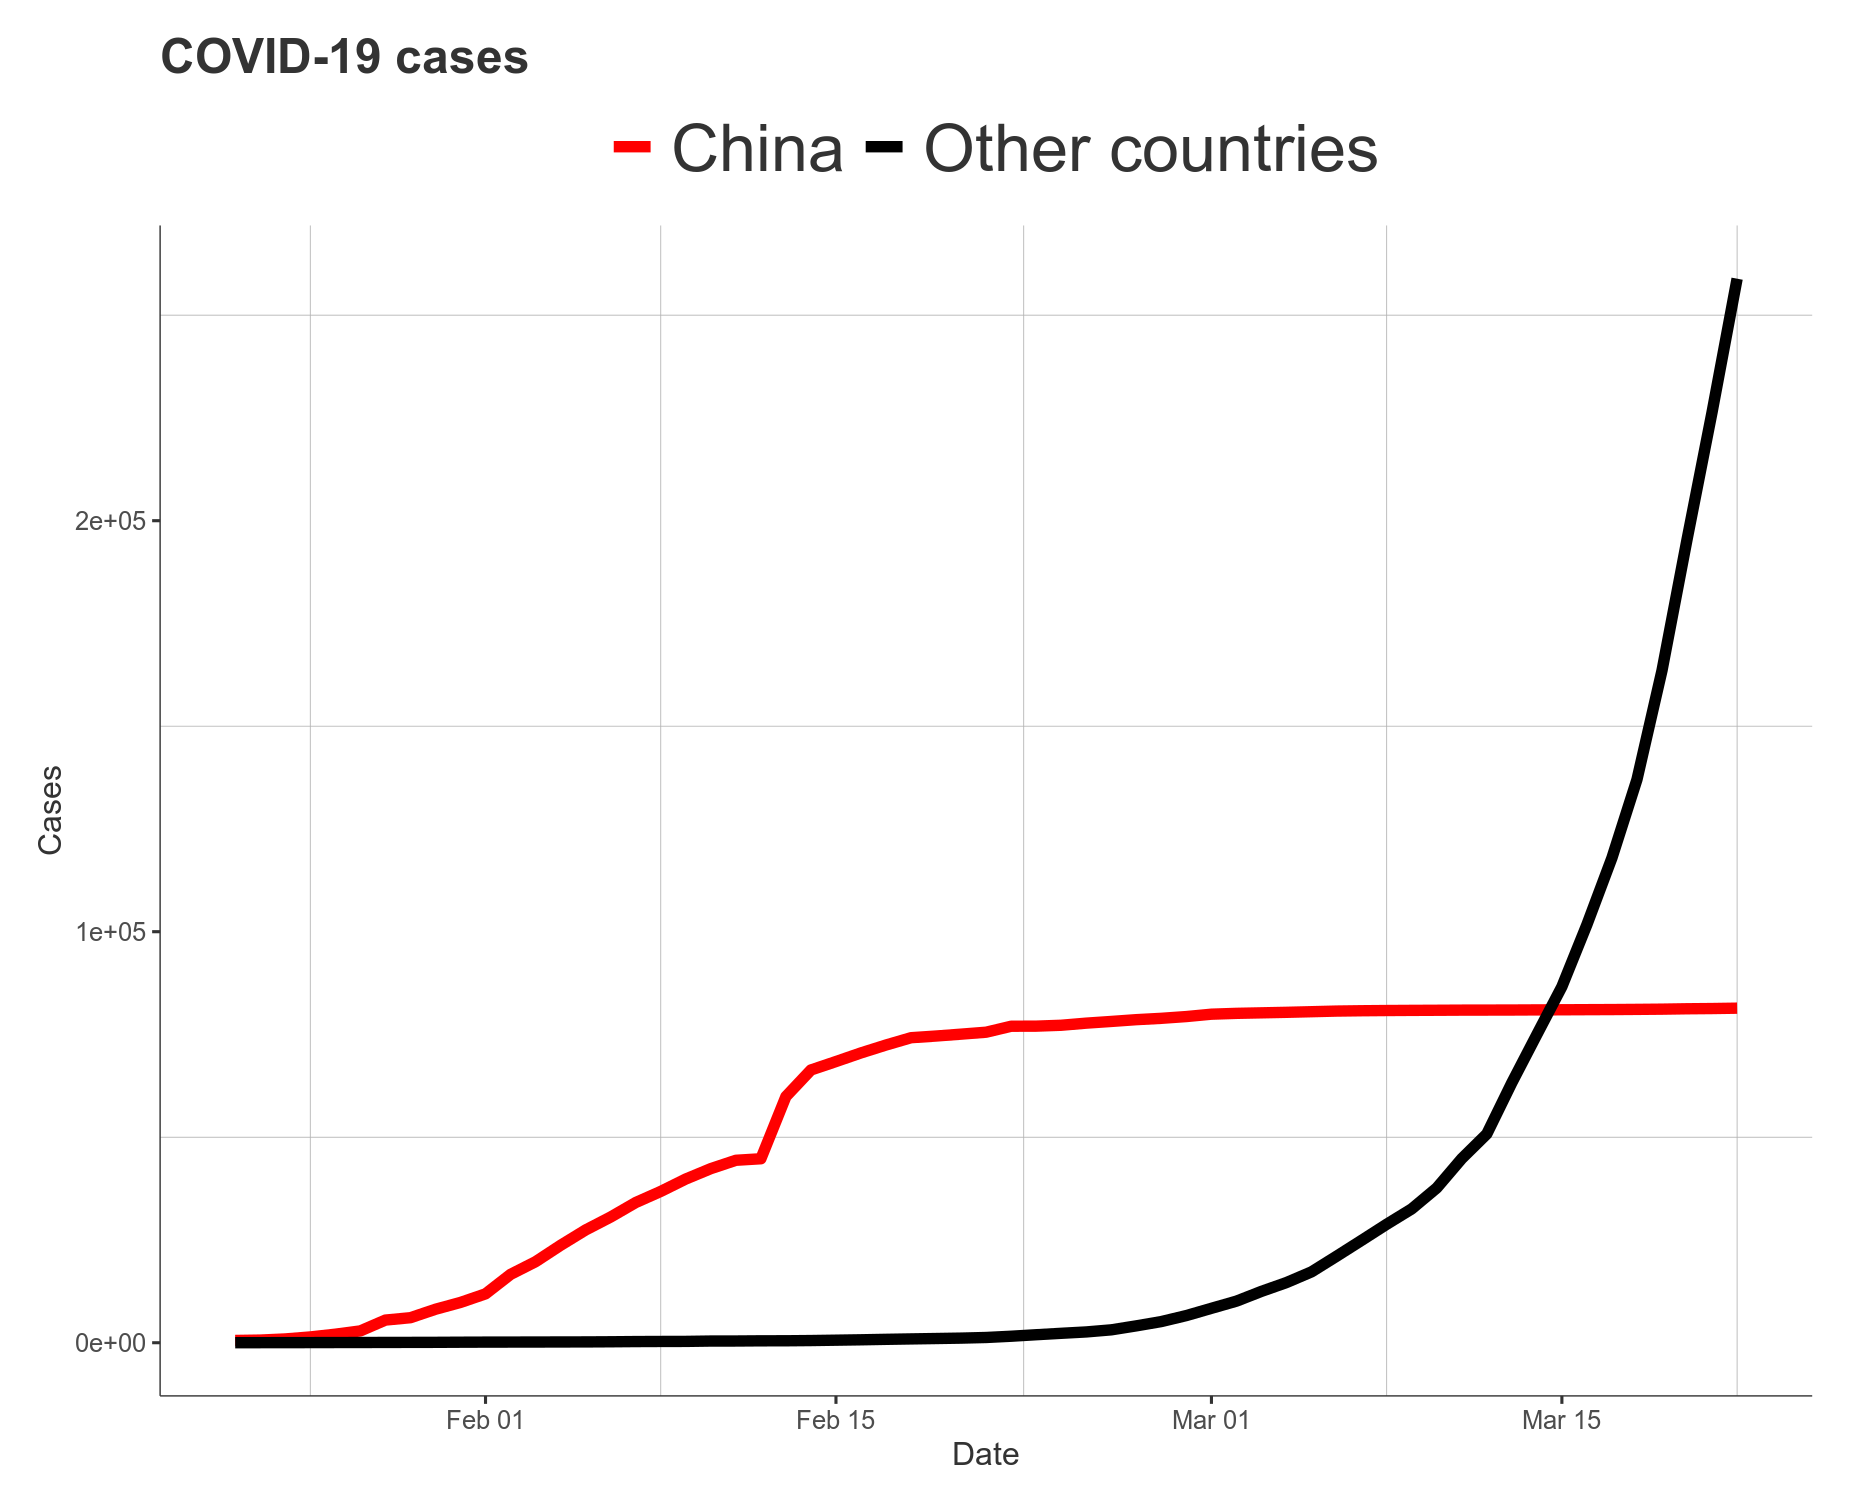 COVID-19 cases
China Other countries
2e+05
1e+05
0e+00
Cases
Feb 01 Feb 15 Mar 01 Mar 15
Date